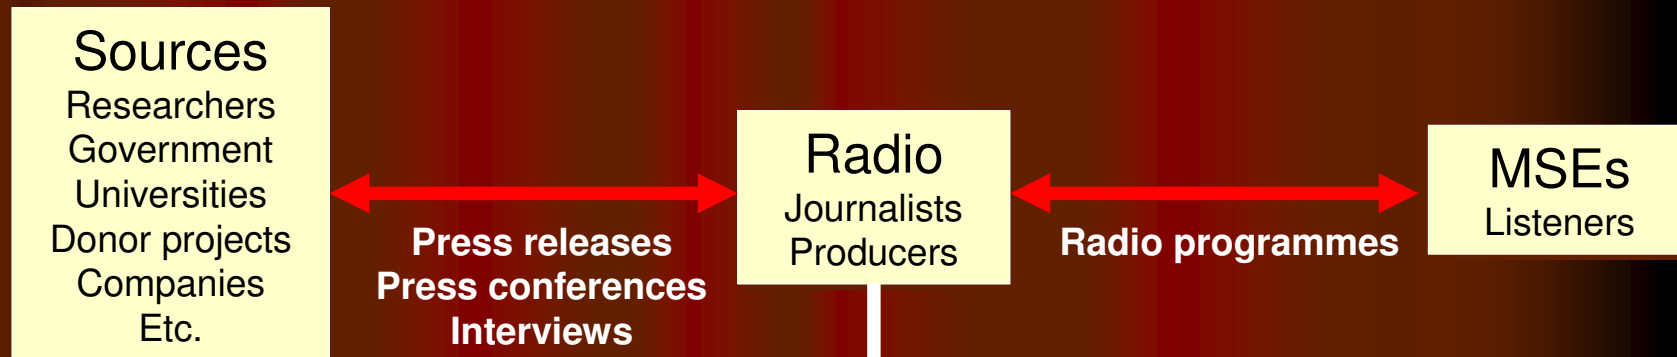 Sources
Researchers
Government
Universities
Donor projects
Companies
Etc.
Press releases
Press conferences
Interviews
Radio
Journalists
Producers
Radio programmes
MSEs
Listeners